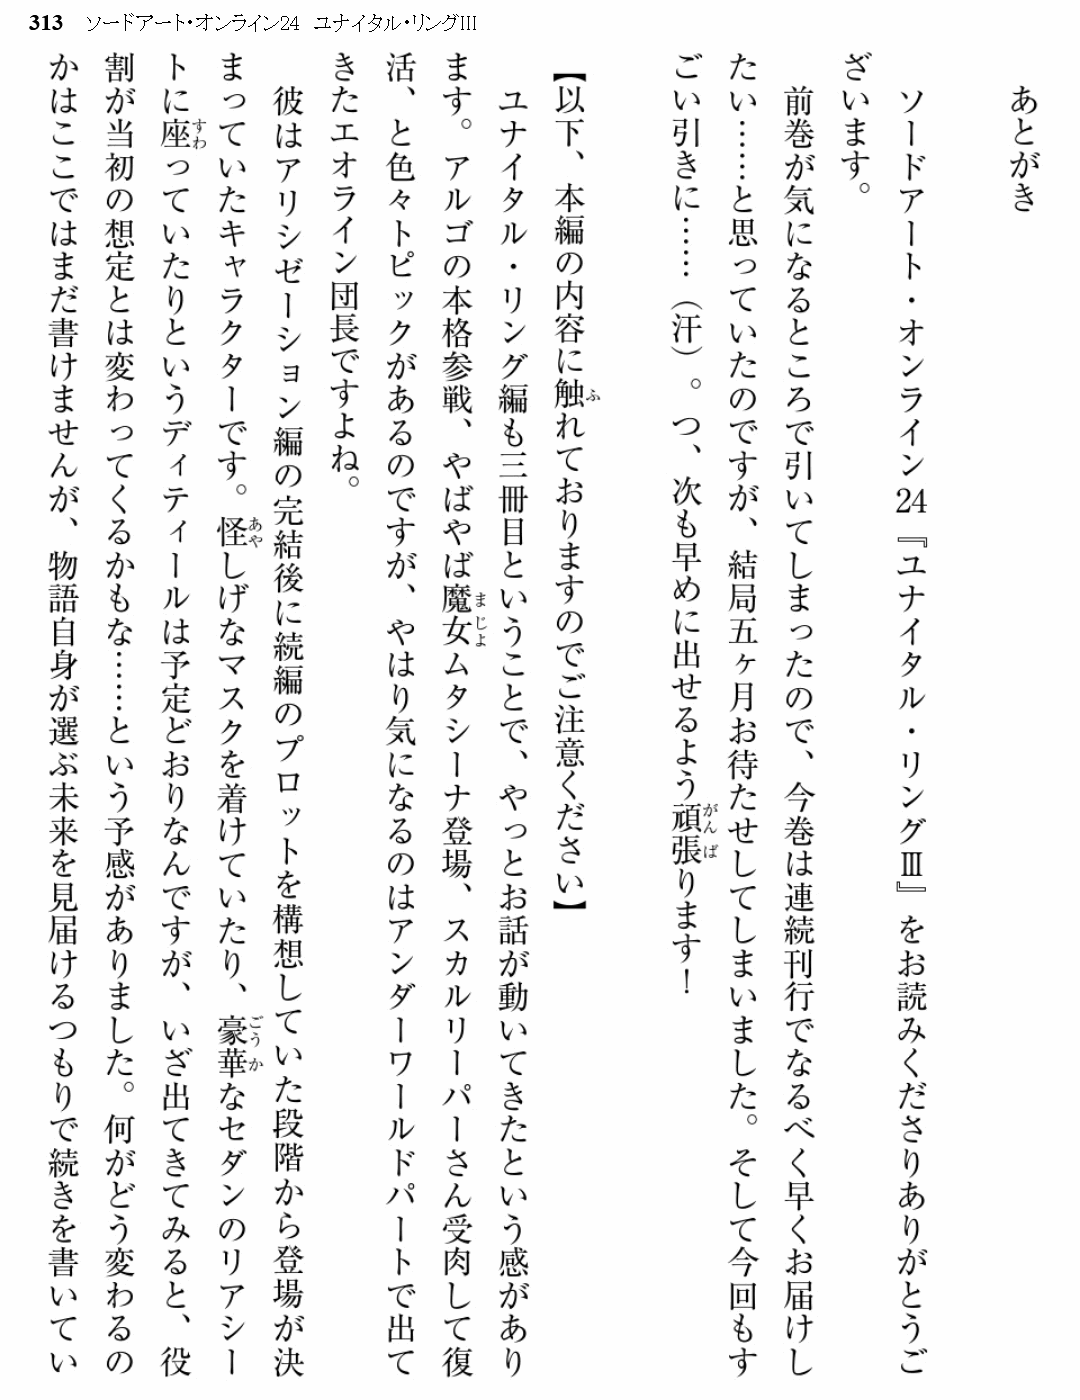 313 ソードアート・オンライン24 ユナイタル・リングIII
あとがき
ソードアート・オンライン24『ユナイタル・リングⅢ』をお読みくださりありがとうご
ざいます。
前巻が気になるところで引いてしまったので、今巻は連続刊行でなるべく早くお届けし
たい……と思っていたのですが、結局五ヶ月お待たせしてしまいました。そして今回もす
ごい引きに……（汗）。つ、次も早めに出せるよう頑張ります！
【以下、本編の内容に触れておりますのでご注意ください】
ユナイタル・リング編も三冊目ということで、やっとお話が動いてきたという感があり
ます。アルゴの本格参戦、やばやば魔女ムタシーナ登場、スカルリーパーさん受肉して復
活、と色々トピックがあるのですが、やはり気になるのはアンダーワールドパートで出て
きたエオライン団長ですよね。
彼はアリシゼーション編の完結後に続編のプロットを構想していた段階から登場が決
まっていたキャラクターです。怪しげなマスクを着けていたり、豪華なセダンのリアシー
トに座っていたりというディティールは予定どおりなんですが、いざ出てきてみると、役
割が当初の想定とは変わってくるかもな……という予感がありました。何がどう変わるの
かはここではまだ書けませんが、物語自身が選ぶ未来を見届けるつもりで続きを書いてい